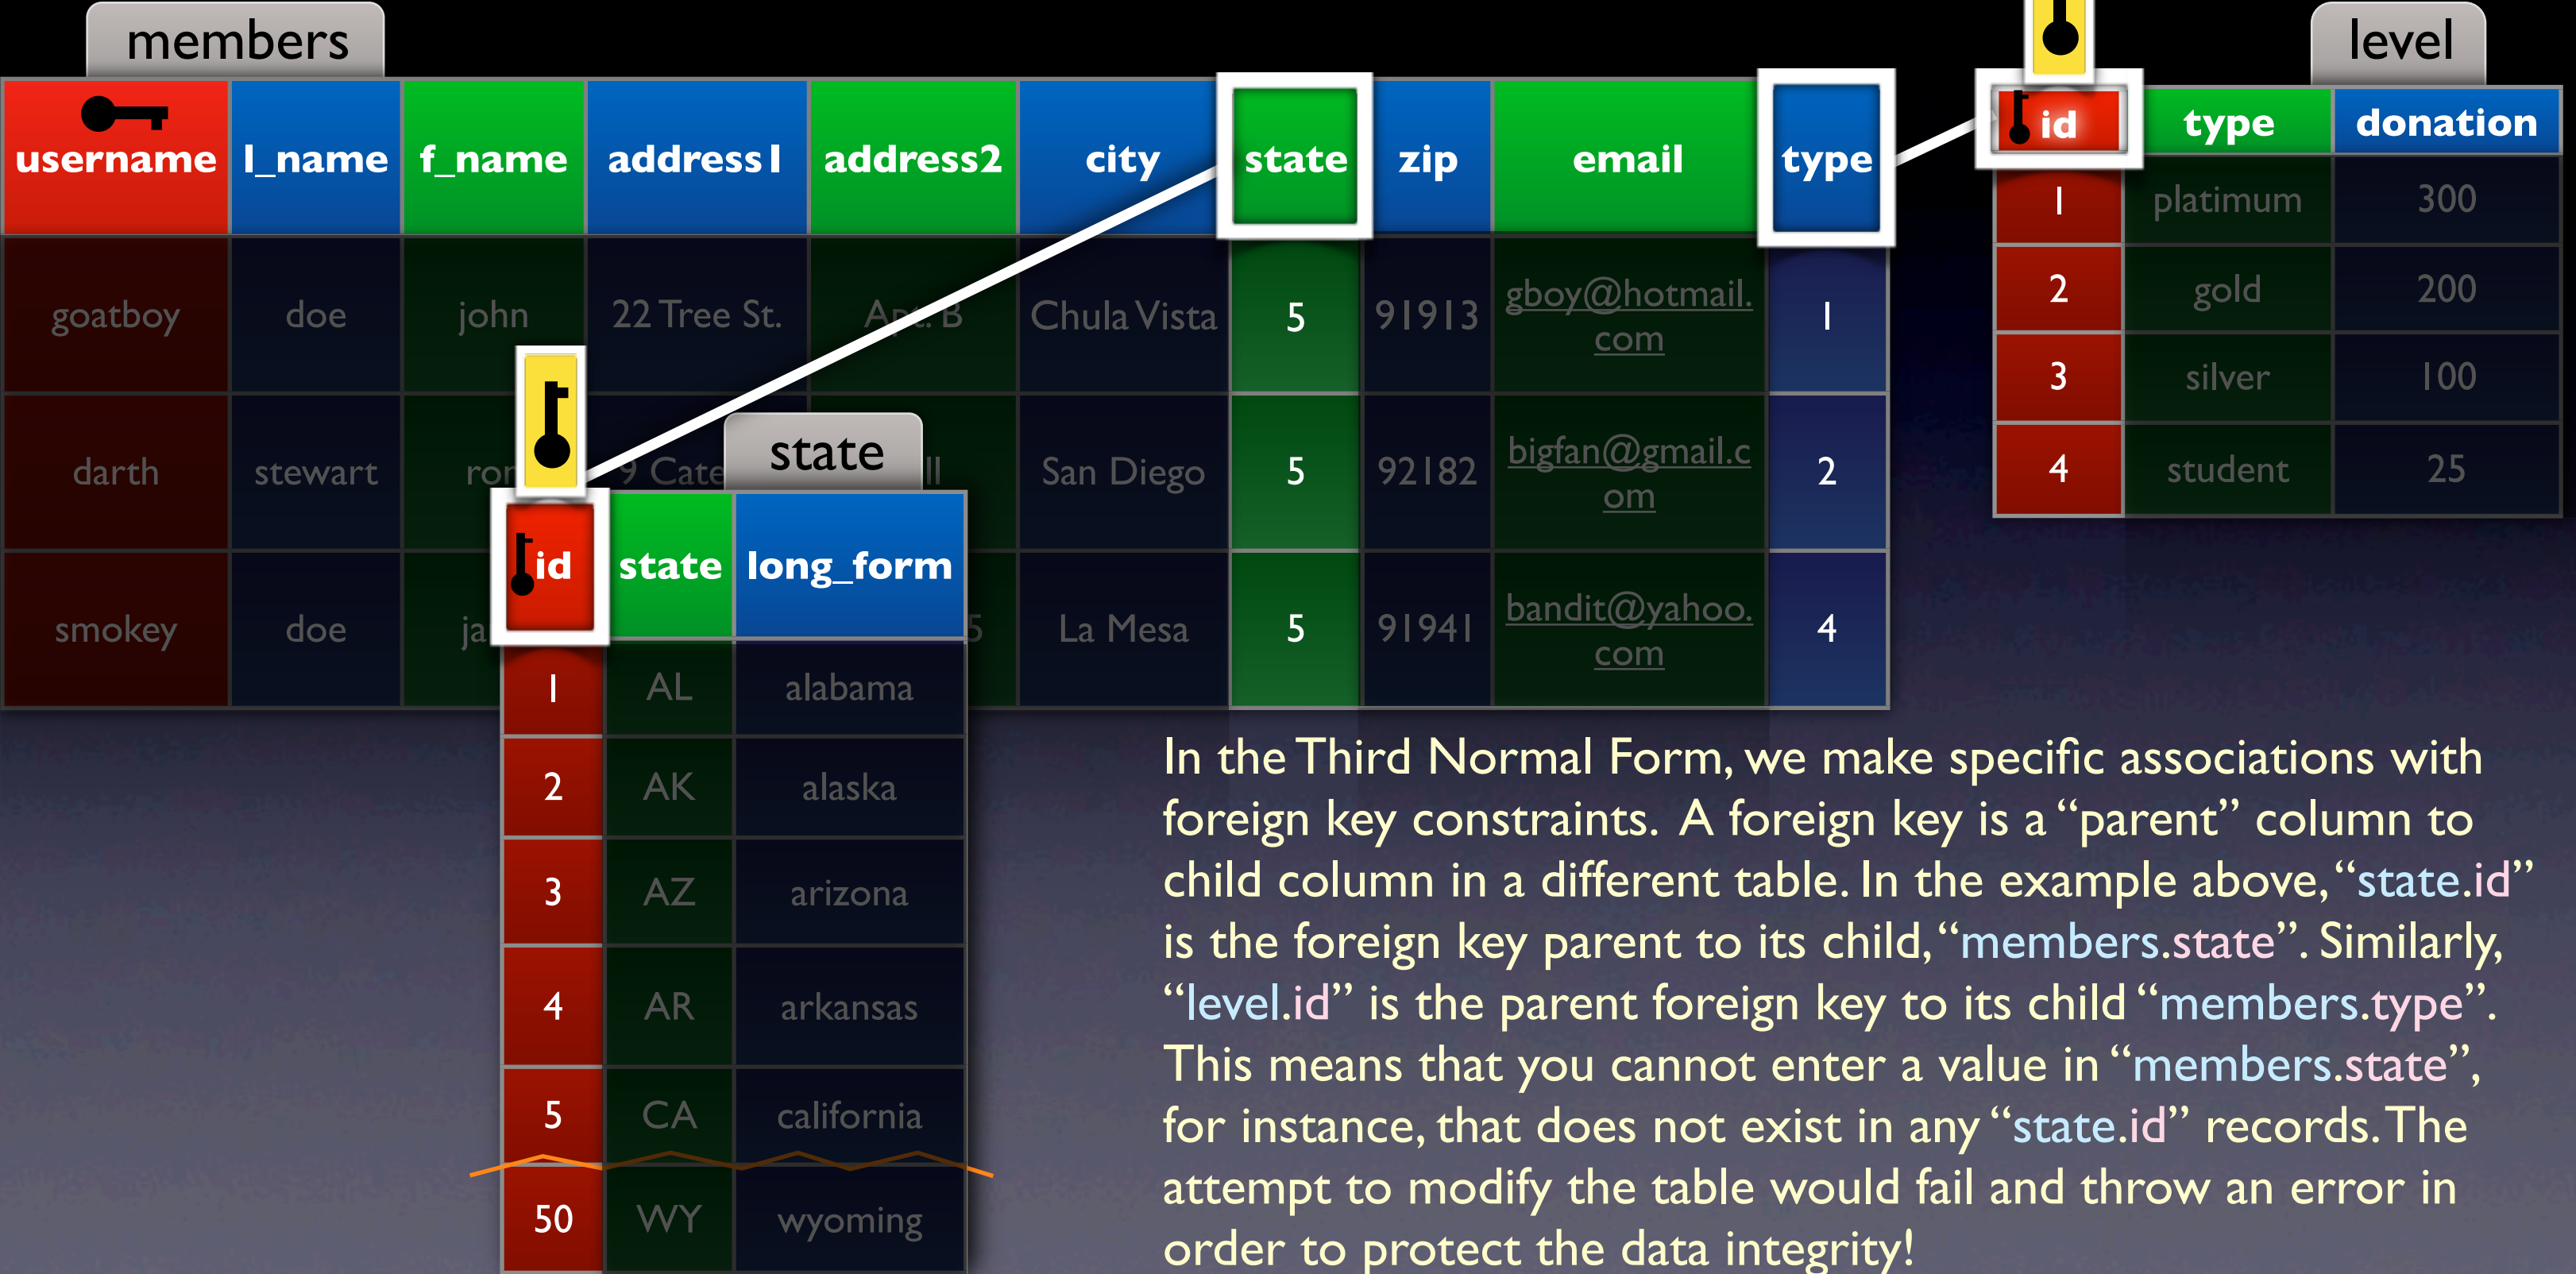 members
level
username l_name f_name address1 address2 city state zip email type
id type donation
1 platimum 300
2 gold 200
3 silver 100
4 student 25
goatboy doe john 22 Tree St. Apt. B Chula Vista 5 91913 gboy@hotmail.
com 1
darth stewart 9 San Diego 5 92182 bigfan@gmail.c
om 2
smokey doe La Mesa 5 91941 bandit@yahoo.
com 4
state
id state long_form
1 AL alabama
2 AK alaska
3 AZ arizona
4 AR arkansas
5 CA california
50 WY wyoming
In the Third Normal Form, we make specific associations with
foreign key constraints. A foreign key is a “parent” column to
child column in a different table. In the example above, “state.id”
is the foreign key parent to its child, “members.state”. Similarly,
“level.id” is the parent foreign key to its child “members.type”.
This means that you cannot enter a value in “members.state”,
for instance, that does not exist in any “state.id” records. The
attempt to modify the table would fail and throw an error in
order to protect the data integrity!